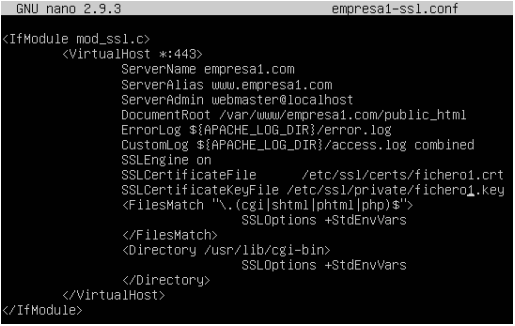 GNU nano 2.9.3 empresa1-ssl.conf
<IfModule mod_ssl.c>
<VirtualHost *:443>
ServerName empresa1.com
ServerAlias www.empresa1.com
ServerAdmin webmaster@localhost
DocumentRoot /var/www/empresa1.com/public_html
ErrorLog ${APACHE_LOG_DIR}/error.log
CustomLog ${APACHE_LOG_DIR}/access.log combined
SSLEngine on
SSLCertificateFile /etc/ssl/certs/fichero1.crt
SSLCertificateKeyFile /etc/ssl/private/fichero1.key
<FilesMatch "\.(cgi|shtml|phtml|php)$">
SSLOptions +StdEnvVars
</FilesMatch>
<Directory /usr/lib/cgi-bin>
SSLOptions +StdEnvVars
</Directory>
</VirtualHost>
</IfModule>